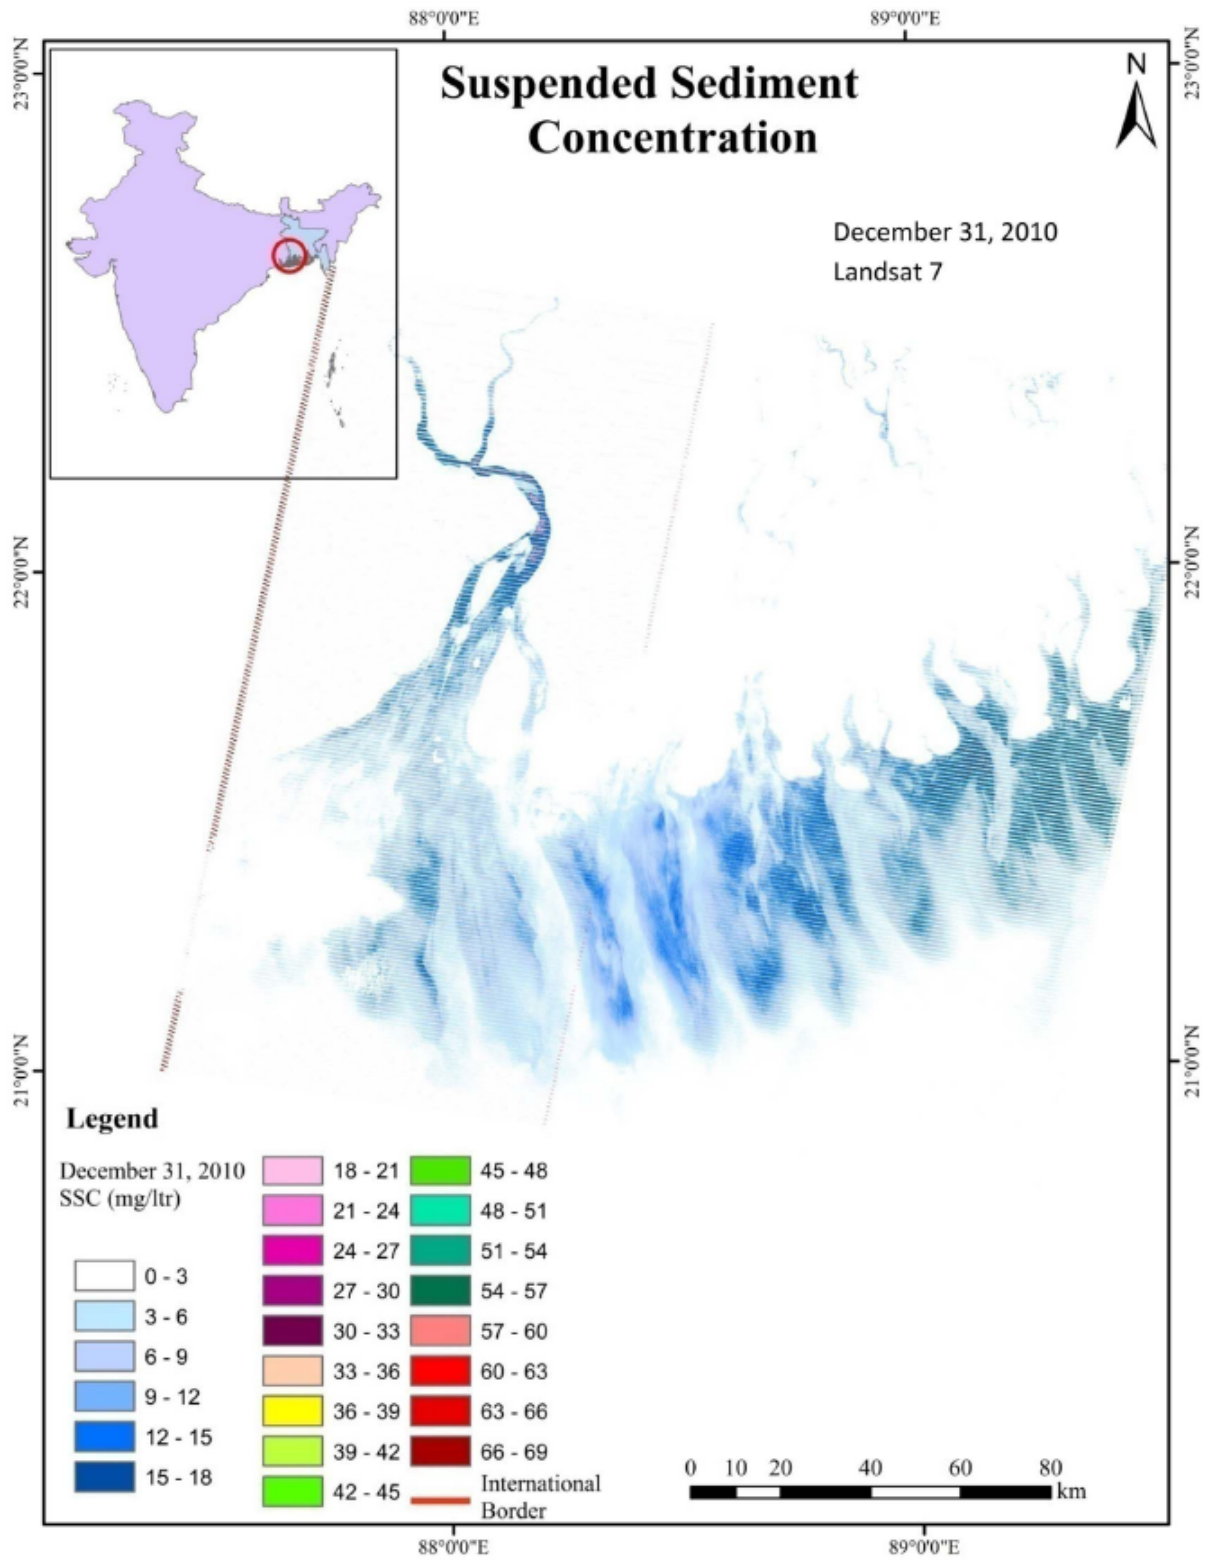 88°0'0"E
89°0'0"E
23°0'0"N
23°0'0"N
Suspended Sediment
Concentration
N
December 31, 2010
Landsat 7
22°0'0"N
22°0'0"N
21°0'0"N
21°0'0"N
Legend
December 31, 2010
SSC (mg/ltr)
0 - 3
3 - 6
6 - 9
9 - 12
12 - 15
15 - 18
18 - 21
21 - 24
24 - 27
27 - 30
30 - 33
33 - 36
36 - 39
39 - 42
42 - 45
45 - 48
48 - 51
51 - 54
54 - 57
57 - 60
60 - 63
63 - 66
66 - 69
International
Border
0 10 20 40 60 80
km
88°0'0"E
89°0'0"E